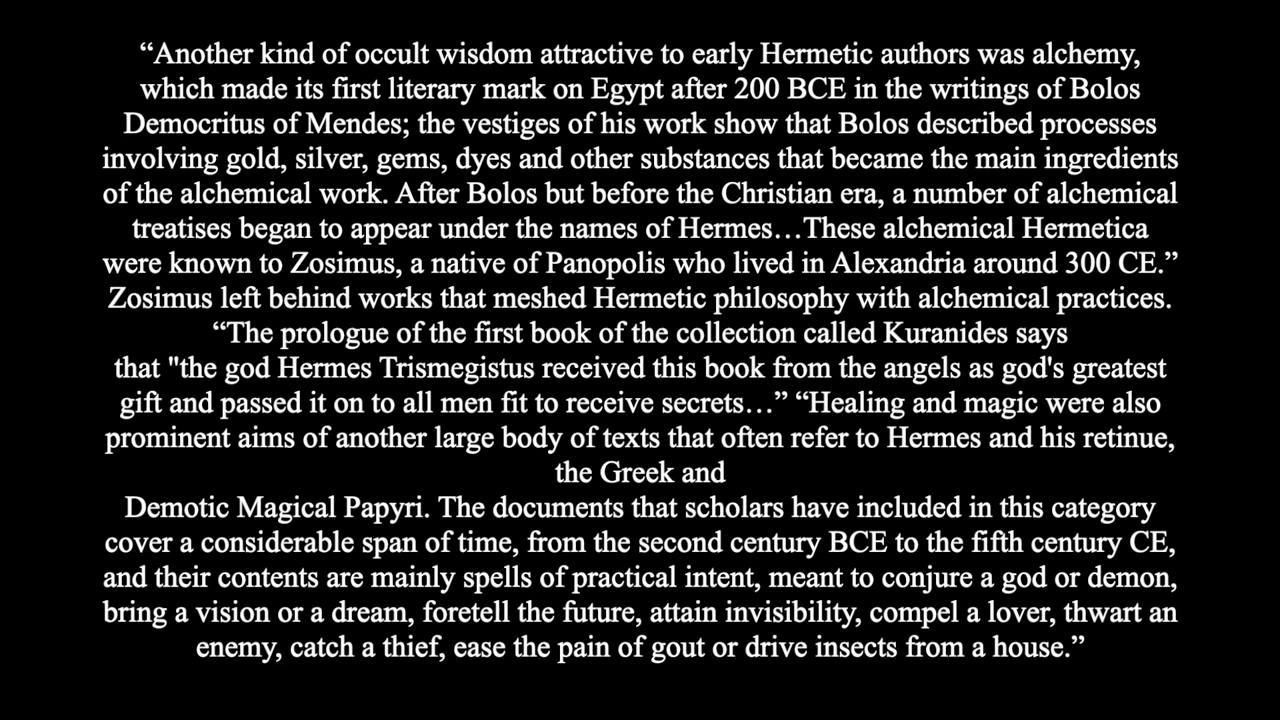 “Another kind of occult wisdom attractive to early Hermetic authors was alchemy,
which made its first literary mark on Egypt after 200 BCE in the writings of Bolos
Democritus of Mendes; the vestiges of his work show that Bolos described processes
involving gold, silver, gems, dyes and other substances that became the main ingredients
of the alchemical work. After Bolos but before the Christian era, a number of alchemical
treatises began to appear under the names of Hermes…These alchemical Hermetica
were known to Zosimus, a native of Panopolis who lived in Alexandria around 300 CE.”
Zosimus left behind works that meshed Hermetic philosophy with alchemical practices.
“The prologue of the first book of the collection called Kuranides says
that "the god Hermes Trismegistus received this book from the angels as god's greatest
gift and passed it on to all men fit to receive secrets…” “Healing and magic were also
prominent aims of another large body of texts that often refer to Hermes and his retinue,
the Greek and
Demotic Magical Papyri. The documents that scholars have included in this category
cover a considerable span of time, from the second century BCE to the fifth century CE,
and their contents are mainly spells of practical intent, meant to conjure a god or demon,
bring a vision or a dream, foretell the future, attain invisibility, compel a lover, thwart an
enemy, catch a thief, ease the pain of gout or drive insects from a house.”